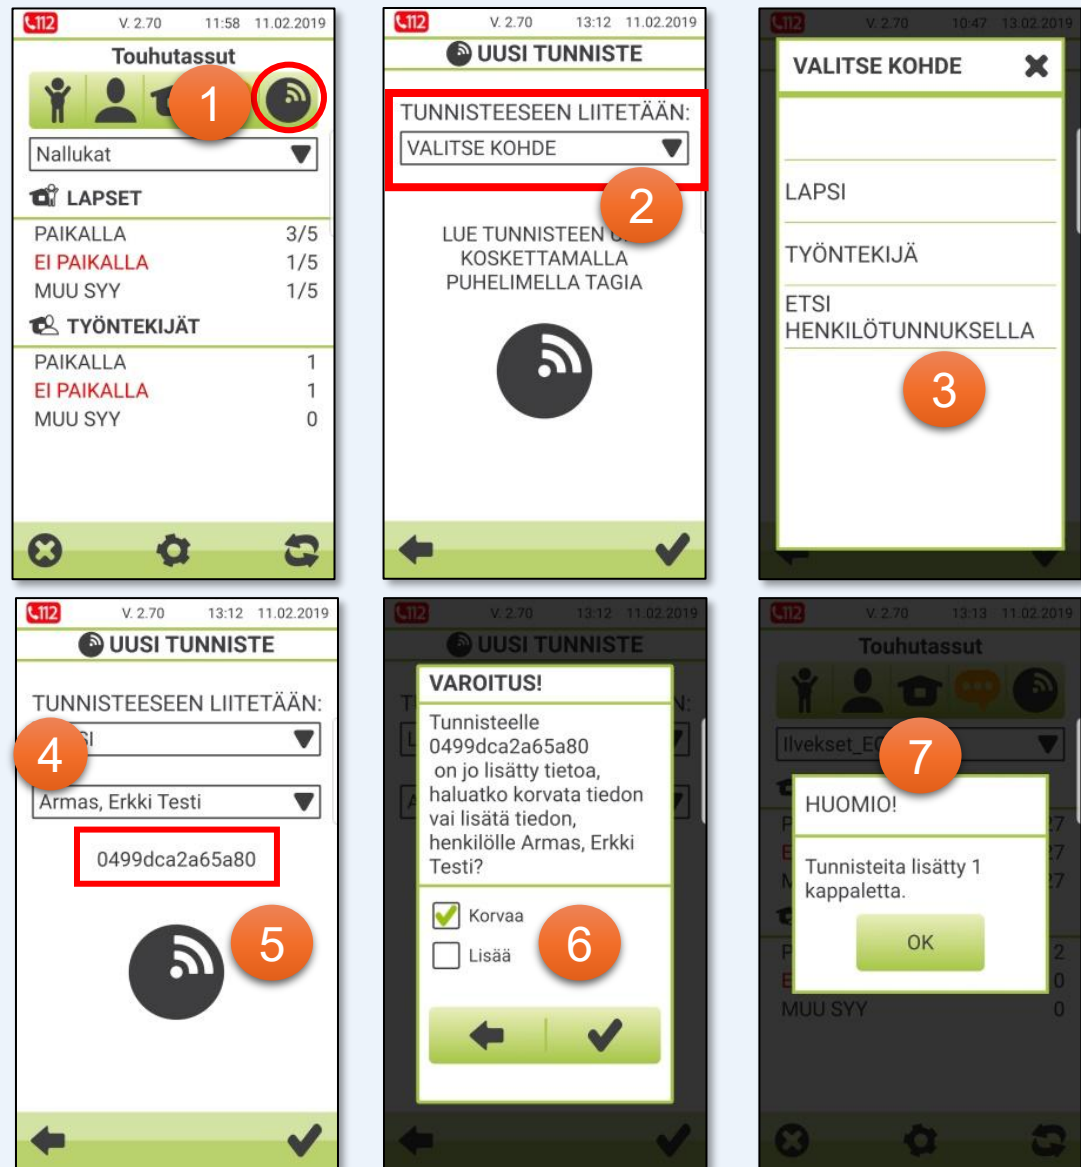 112 V. 2.70 11:58 11.02.2019
Touhutassut
1
Nallukat
LAPSET
PAIKALLA 3/5
EI PAIKALLA 1/5
MUU SYY 1/5
TYÖNTEKIJÄT
PAIKALLA 1
EI PAIKALLA 1
MUU SYY 0
112 V. 2.70 13:12 11.02.2019
UUSI TUNNISTE
TUNNISTEESEEN LIITETÄÄN:
VALITSE KOHDE
2
LUE TUNNISTEEN
KOSKETTAMALLA
PUHELIMELLA TAGIA
112 V. 2.70 10:47 13.02.2019
VALITSE KOHDE
LAPSI
TYÖNTEKIJÄ
ETSI
HENKILÖTUNNUKSELLA
3
112 V. 2.70 13:12 11.02.2019
UUSI TUNNISTE
TUNNISTEESEEN LIITETÄÄN:
4
Armas, Erkki Testi
0499dca2a65a80
5
112 V. 2.70 13:12 11.02.2019
UUSI TUNNISTE
VAROITUS!
Tunnisteelle
0499dca2a65a80
on jo lisätty tietoa,
haluatko korvata tiedon
vai lisätä tiedon,
henkilölle Armas, Erkki
Testi?
Korvaa
Lisää
6
112 V. 2.70 13:13 11.02.2019
Touhutassut
7
HUOMIO!
Tunnisteita lisätty 1
kappaletta.
OK
2
0
MUU SYY 0